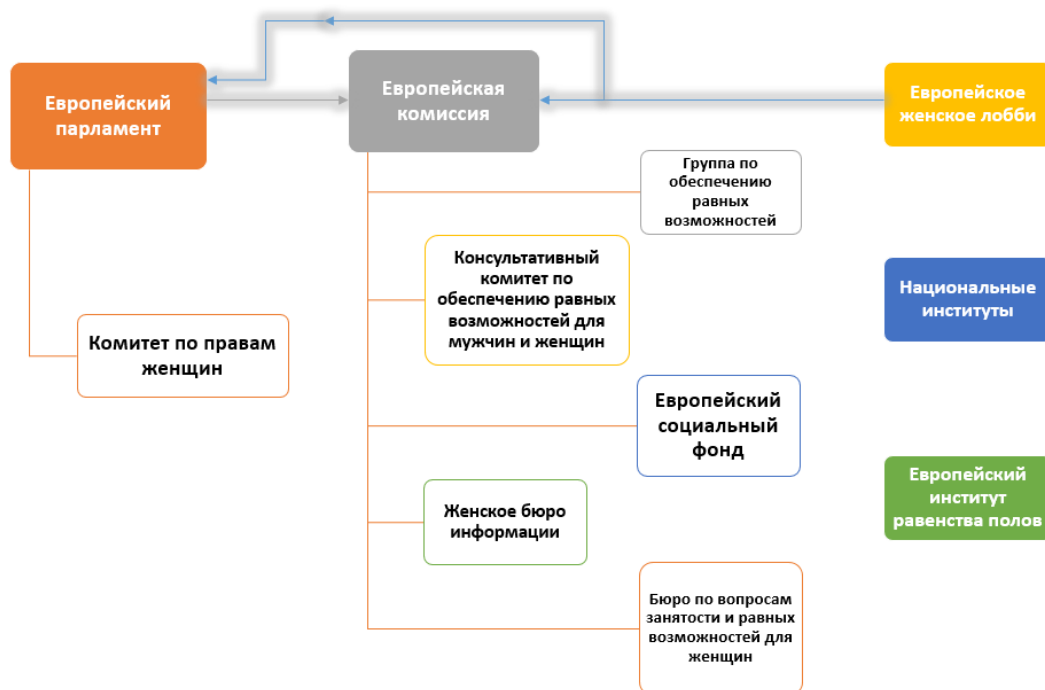 Европейский
парламент
Европейская
комиссия
Европейское
женское лобби
Группа по
обеспечению
равных
возможностей
Консультативный
комитет по
обеспечению равных
возможностей для
мужчин и женщин
Национальные
институты
Комитет по правам
женщин
Европейский
социальный
фонд
Европейский
институт
равенства полов
Женское бюро
информации
Бюро по вопросам
занятости и равных
возможностей для
женщин